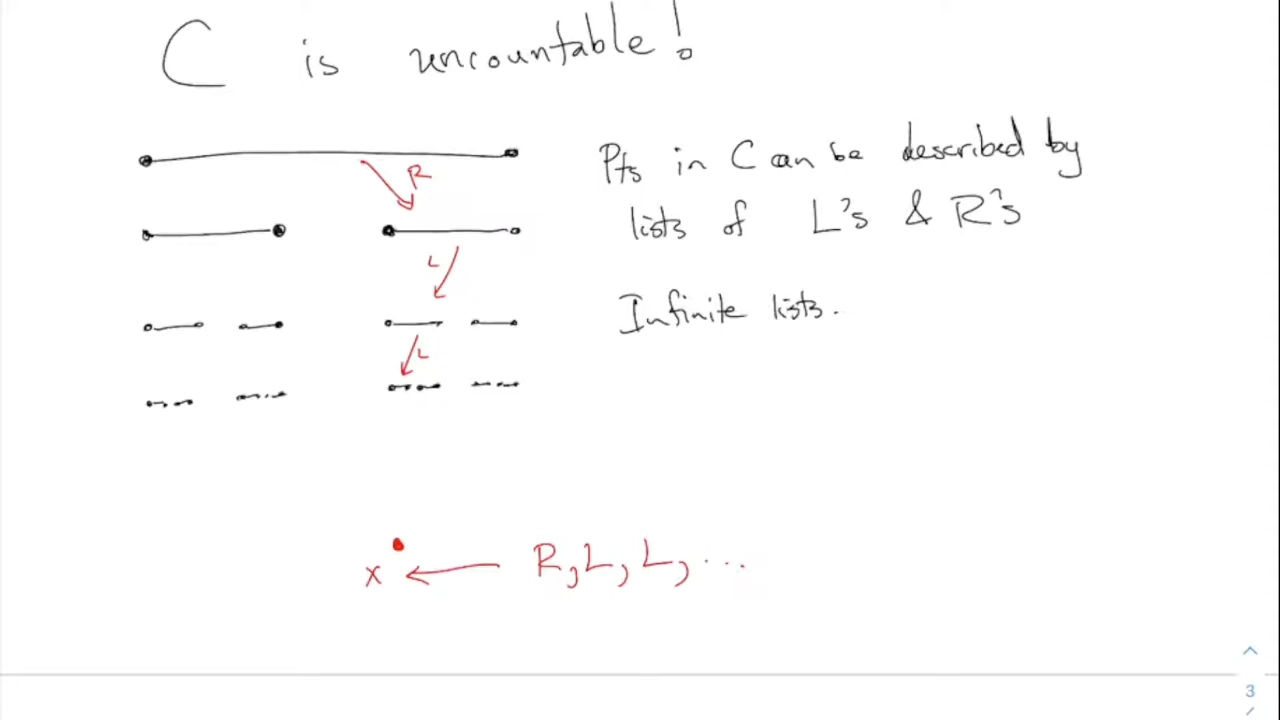 C is uncountable!
Pts in C can be described by
lists of L's & R's
R
L
Infinite lists.
L
x ← R, L, L, ...
3